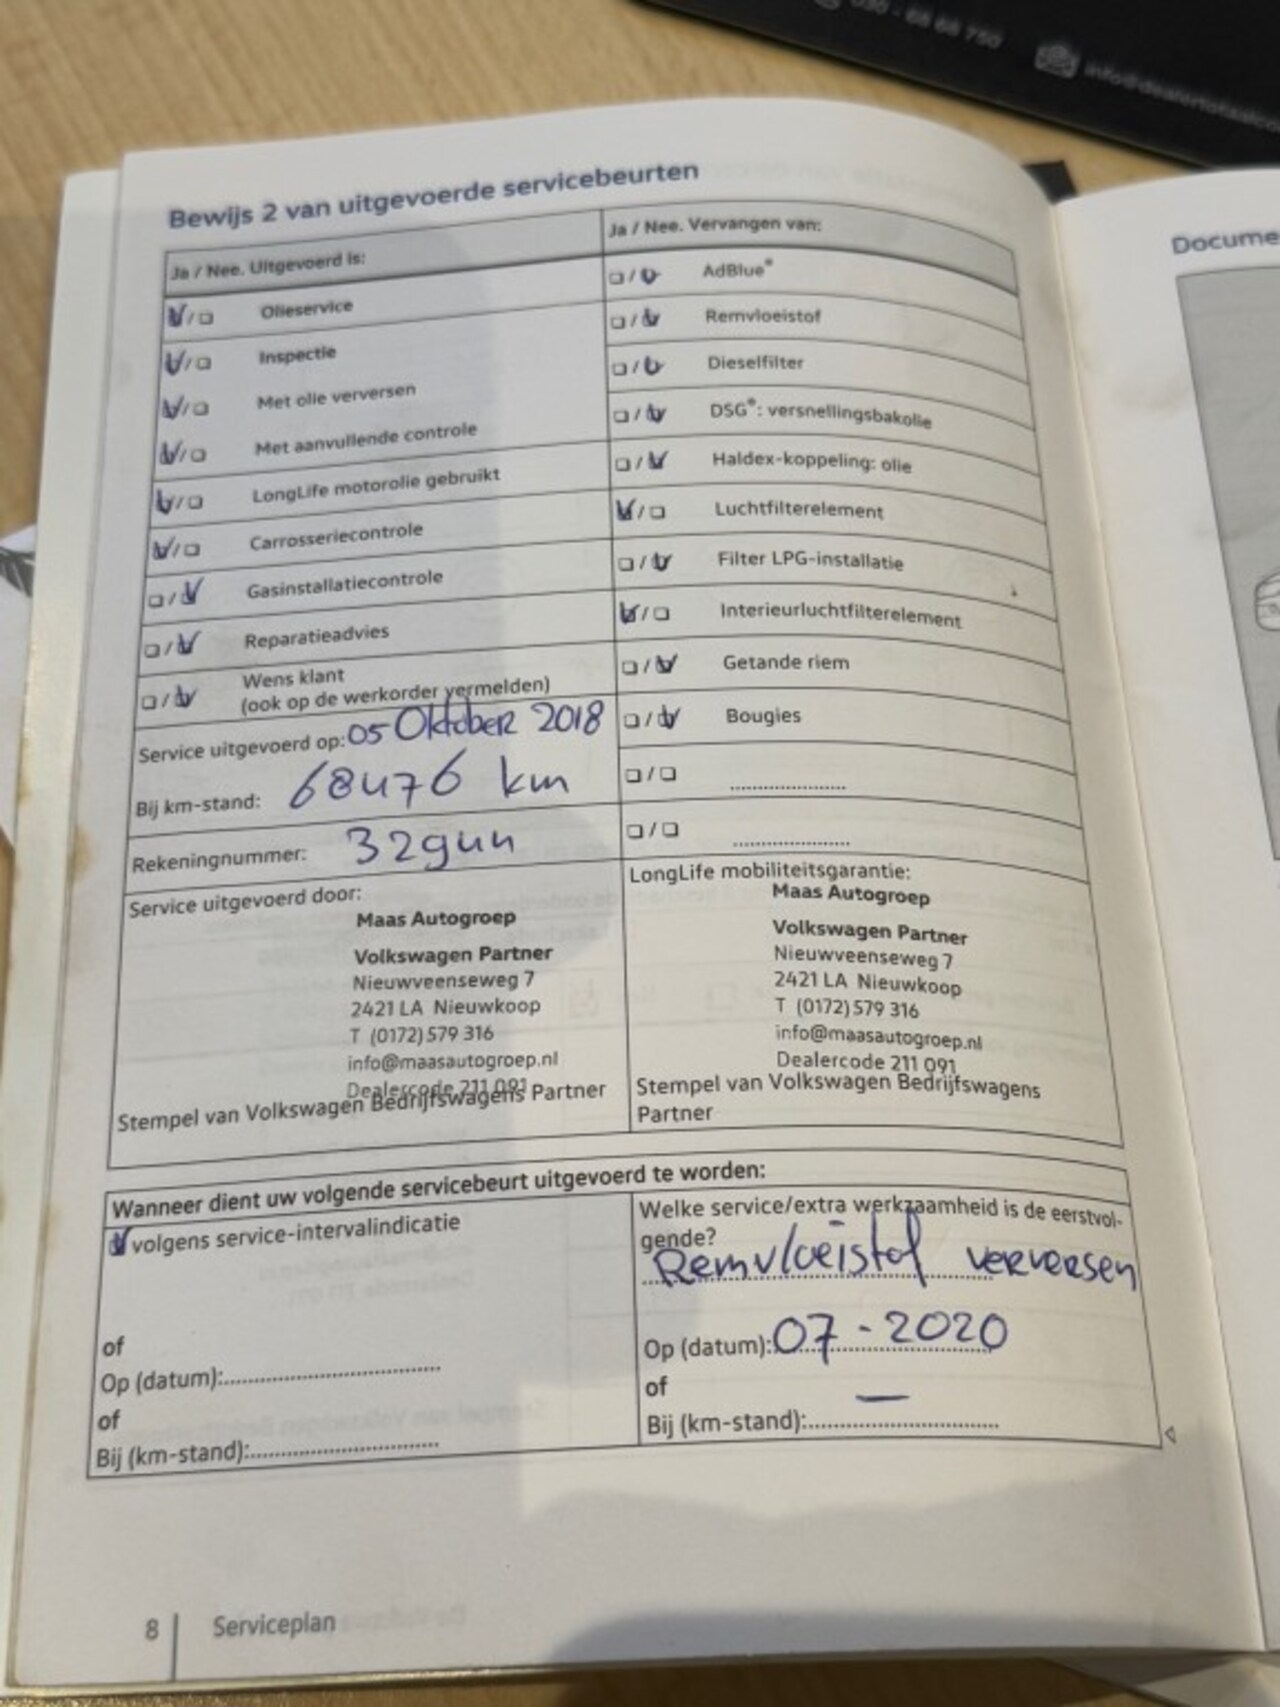 030 - 68 66 750
Bewijs 2 van uitgevoerde servicebeurten
Ja / Nee. Uitgevoerd is:
Olieservice
Inspectie
Met olie verversen
Met aanvullende controle
LongLife motorolie gebruikt
Carrosseriecontrole
Gasinstallatiecontrole
Reparatieadvies
Wens klant
(ook op de werkorder vermelden)
Service uitgevoerd op: 05 Oktober 2018
Bij km-stand: 68476 km
Rekeningnummer:
Ja / Nee. Vervangen van:
AdBlue®
Remvloeistof
Dieselfilter
DSG®: versnellingsbakolie
Haldex-koppeling: olie
Luchtfilterelement
Filter LPG-installatie
Interieurluchtfilterelement
Getande riem
Bougies
Service uitgevoerd door:
Maas Autogroep
Volkswagen Partner
Nieuwveenseweg 7
2421 LA Nieuwkoop
T (0172) 579 316
info@maasautogroep.nl
Dealercode 211 091
Stempel van Volkswagen Bedrijfswagens Partner
LongLife mobiliteitsgarantie:
Maas Autogroep
Volkswagen Partner
Nieuwveenseweg 7
2421 LA Nieuwkoop
T (0172) 579 316
info@maasautogroep.nl
Dealercode 211 091
Stempel van Volkswagen Bedrijfswagens
Partner
Wanneer dient uw volgende servicebeurt uitgevoerd te worden:
volgens service-intervalindicatie
of
Op (datum):
of
Bij (km-stand):
Welke service/extra werkzaamheid is de eerstvol-
gende?
Remvloeistof verversen
Op (datum): 07 - 2020
of
Bij (km-stand): —
8 Serviceplan
Docume